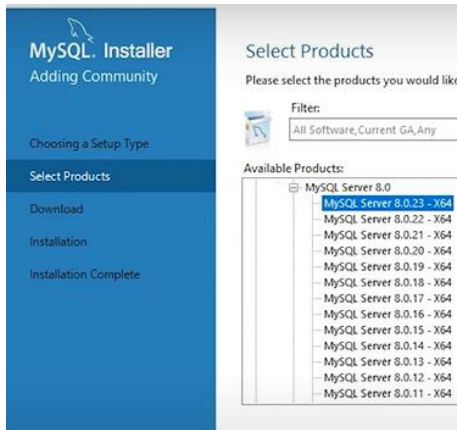 MySQL. Installer
Adding Community
Choosing a Setup Type
Select Products
Download
Installation
Installation Complete
Select Products
Please select the products you would like
Filter:
All Software,Current GA,Any
Available Products:
MySQL Server 8.0
MySQL Server 8.0.23 - X64
MySQL Server 8.0.22 - X64
MySQL Server 8.0.21 - X64
MySQL Server 8.0.20 - X64
MySQL Server 8.0.19 - X64
MySQL Server 8.0.18 - X64
MySQL Server 8.0.17 - X64
MySQL Server 8.0.16 - X64
MySQL Server 8.0.15 - X64
MySQL Server 8.0.14 - X64
MySQL Server 8.0.13 - X64
MySQL Server 8.0.12 - X64
MySQL Server 8.0.11 - X64